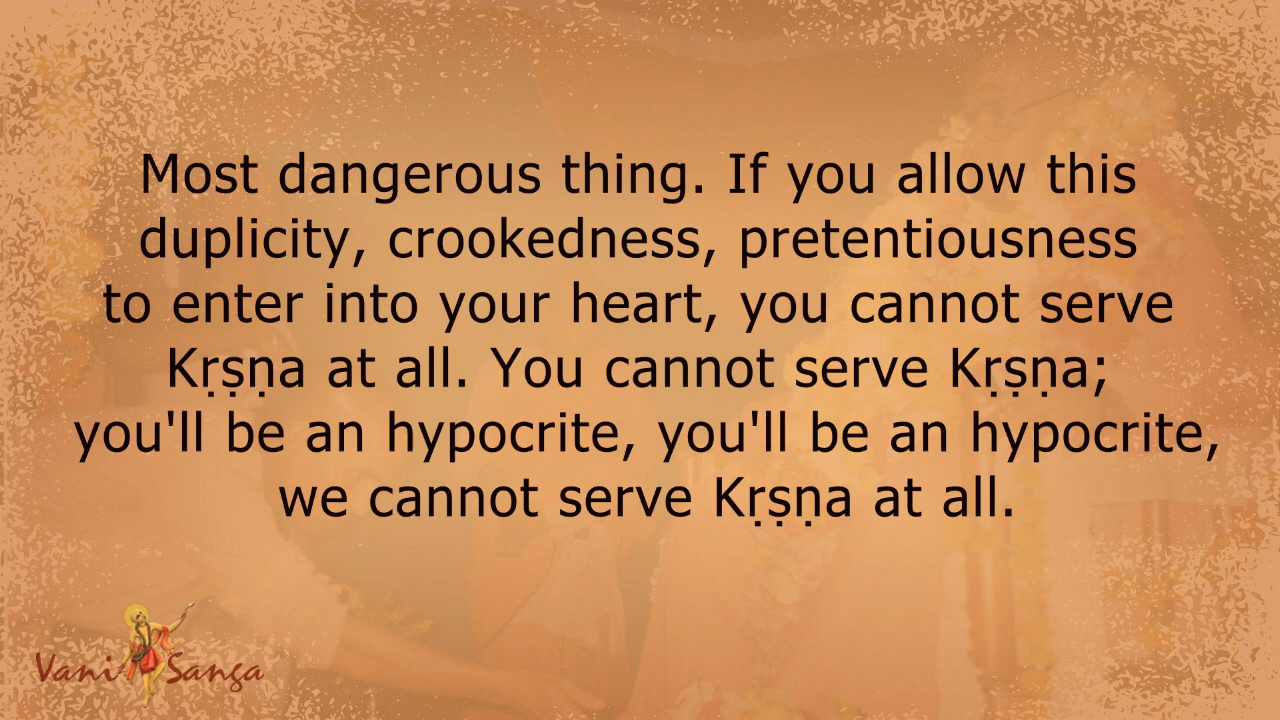 Most dangerous thing. If you allow this
duplicity, crookedness, pretentiousness
to enter into your heart, you cannot serve
Kṛṣṇa at all. You cannot serve Kṛṣṇa;
you'll be an hypocrite, you'll be an hypocrite,
we cannot serve Kṛṣṇa at all.
Vani Sanga